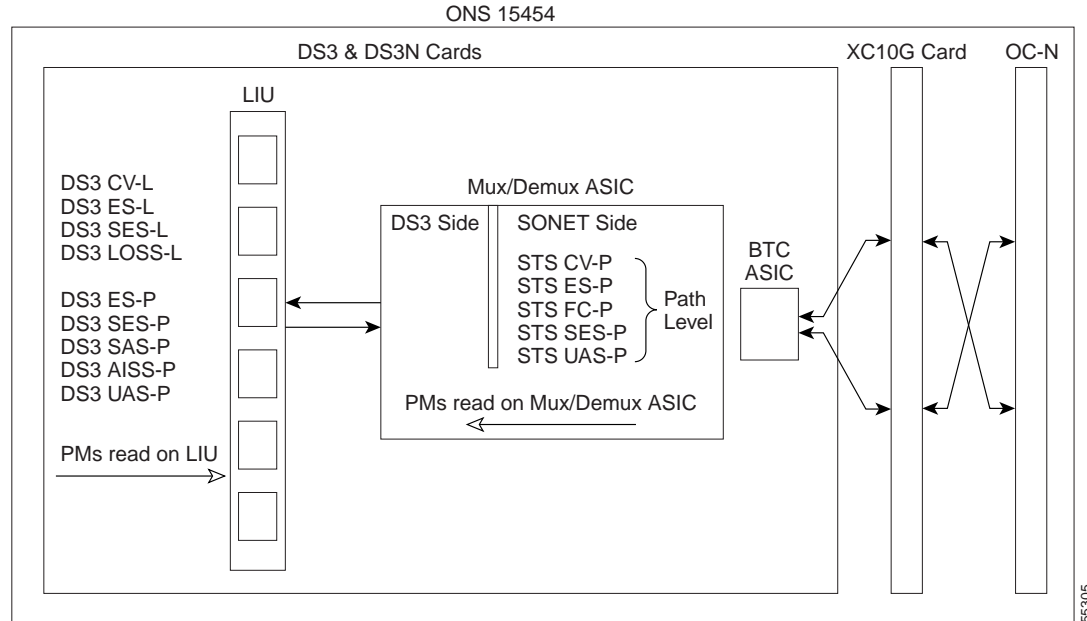 ONS 15454
DS3 & DS3N Cards
XC10G Card
OC-N
LIU
DS3 CV-L
DS3 ES-L
DS3 SES-L
DS3 LOSS-L
DS3 ES-P
DS3 SES-P
DS3 SAS-P
DS3 AISS-P
DS3 UAS-P
PMs read on LIU
Mux/Demux ASIC
DS3 Side
SONET Side
STS CV-P
STS ES-P
STS FC-P
STS SES-P
STS UAS-P
Path
Level
PMs read on Mux/Demux ASIC
BTC
ASIC
55305